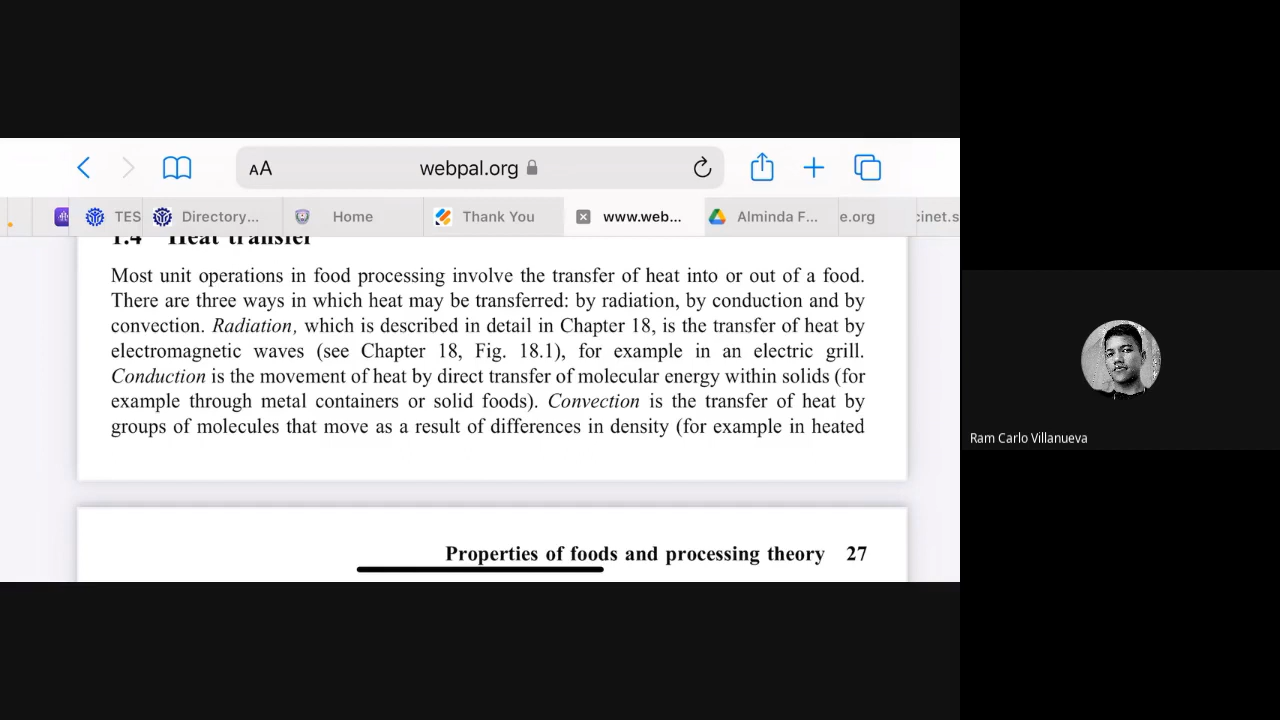 AA webpal.org
TES Directory... Home Thank You www.web... Alminda F... e.org cinet.s
1.4 Heat transfer
Most unit operations in food processing involve the transfer of heat into or out of a food.
There are three ways in which heat may be transferred: by radiation, by conduction and by
convection. Radiation, which is described in detail in Chapter 18, is the transfer of heat by
electromagnetic waves (see Chapter 18, Fig. 18.1), for example in an electric grill.
Conduction is the movement of heat by direct transfer of molecular energy within solids (for
example through metal containers or solid foods). Convection is the transfer of heat by
groups of molecules that move as a result of differences in density (for example in heated
Properties of foods and processing theory 27
Ram Carlo Villanueva